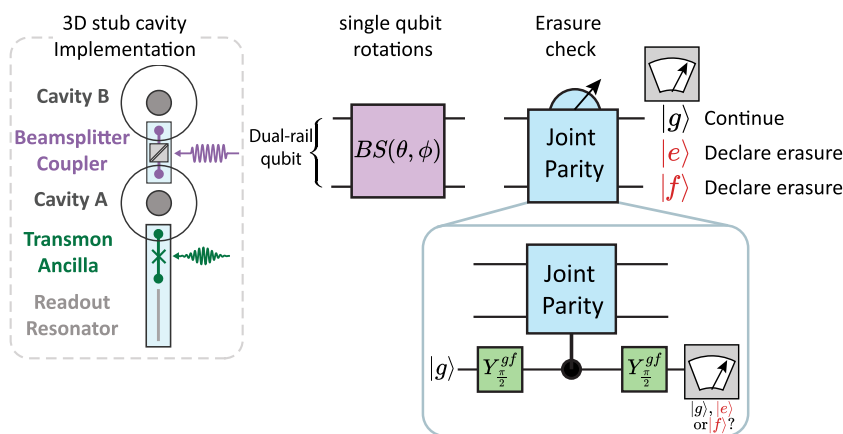 3D stub cavity
Implementation
Cavity B
Beamsplitter
Coupler
Cavity A
Transmon
Ancilla
Readout
Resonator
single qubit
rotations
Dual-rail
qubit
BS(θ, ϕ)
Erasure
check
Joint
Parity
|g⟩ Continue
|e⟩ Declare erasure
|f⟩ Declare erasure
Joint
Parity
|g⟩
Y^{gf}_{π/2}
Y^{gf}_{π/2}
|g⟩, |e⟩
or|f⟩?